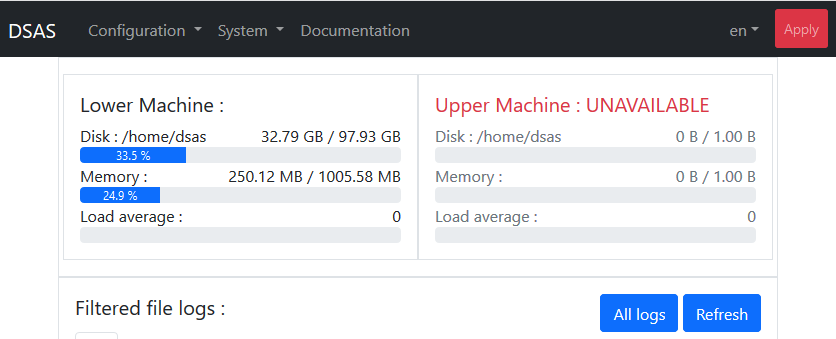 DSAS Configuration System Documentation en Apply
Lower Machine :
Disk : /home/dsas 32.79 GB / 97.93 GB
33.5 %
Memory : 250.12 MB / 1005.58 MB
24.9 %
Load average : 0
Upper Machine : UNAVAILABLE
Disk : /home/dsas 0 B / 1.00 B
Memory : 0 B / 1.00 B
Load average : 0
Filtered file logs : All logs Refresh